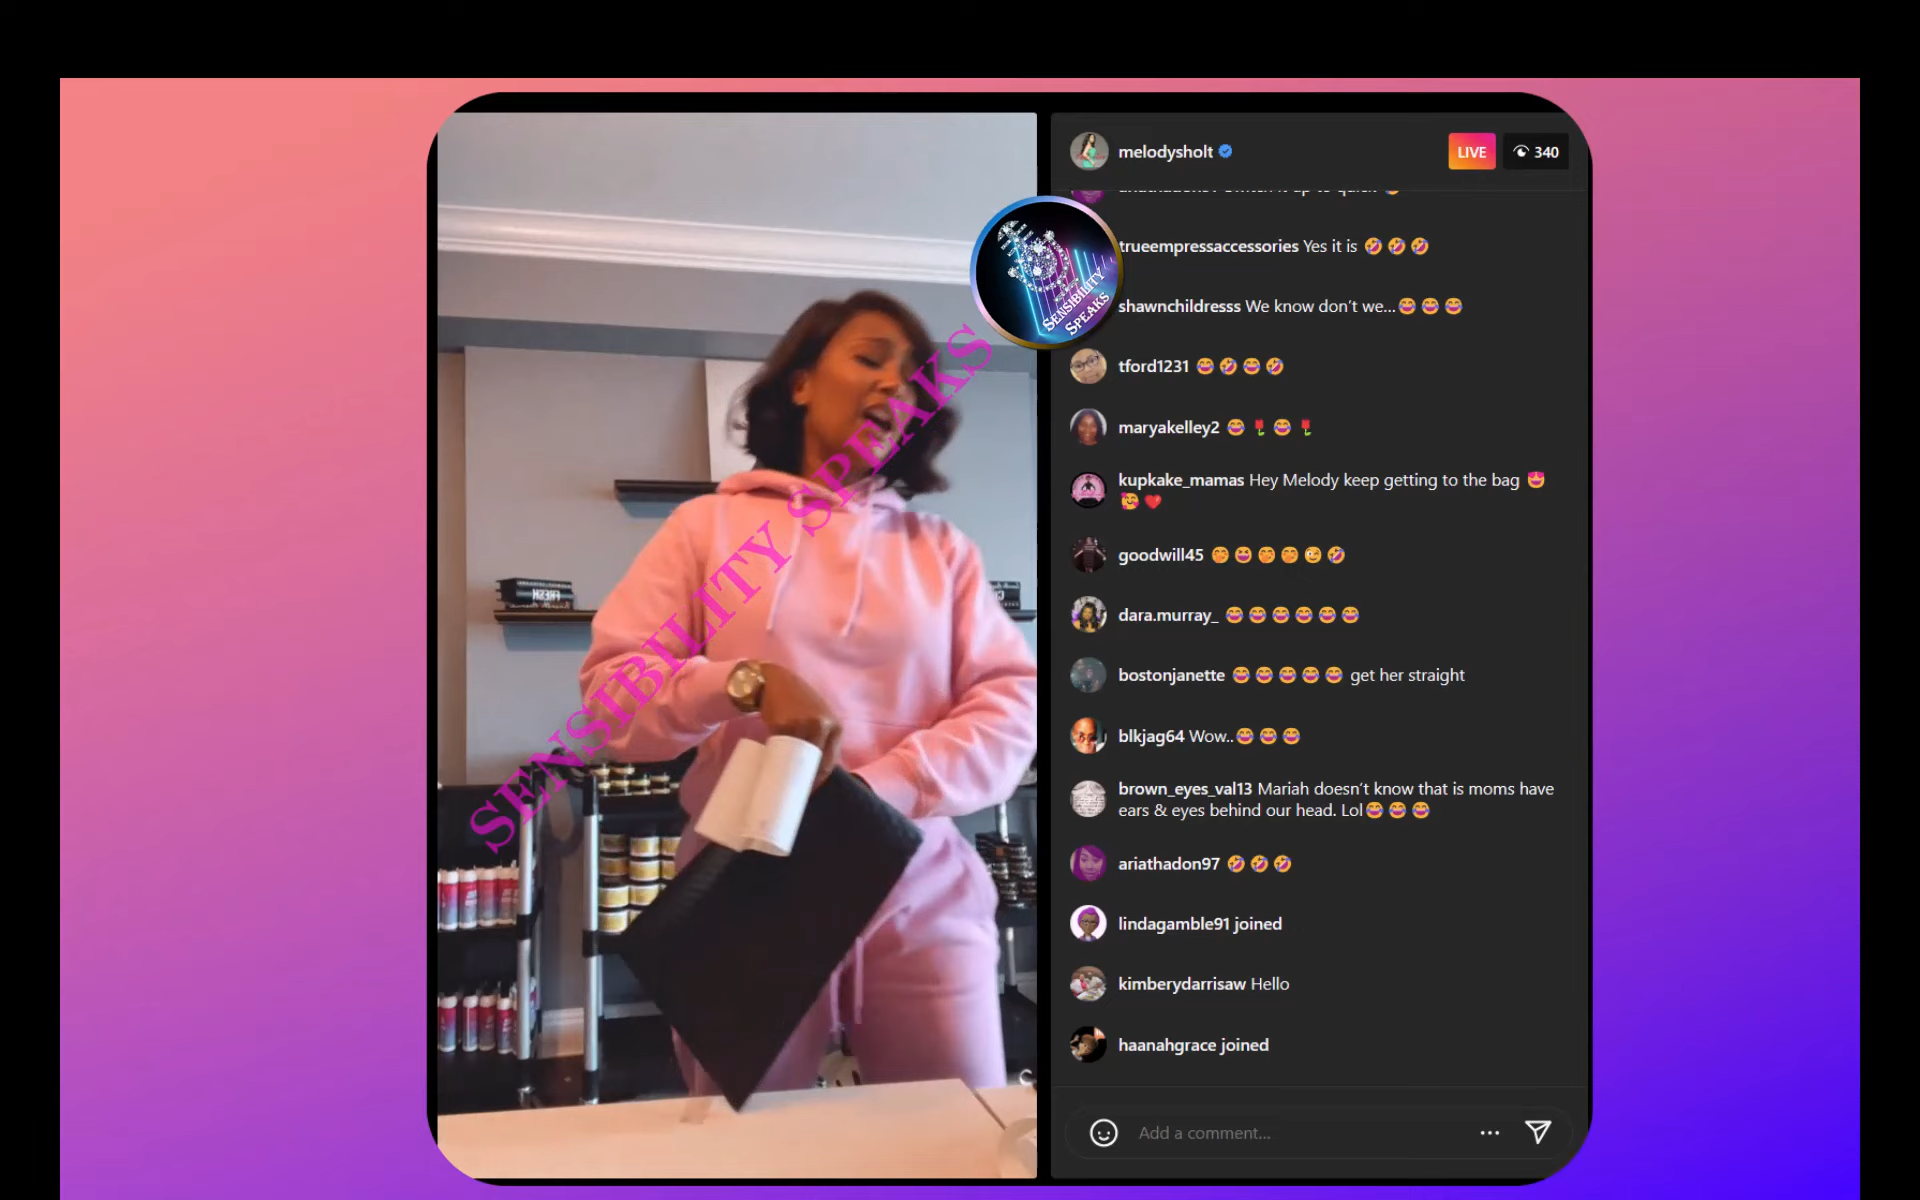 melodysholt
LIVE
340
trueempressaccessories Yes it is 🤣 🤣 🤣
shawnchildresss We know don't we...😂 😂 😂
tford1231 😂 🤣 😂 🤣
maryakelley2 😂 🌷 😂 🌷
kupkake_mamas Hey Melody keep getting to the bag 😍
🥰 ❤️
goodwill45 🤭 😆 🤭 🤭 😉 🤣
dara.murray_ 😂 😂 😂 😂 😂 😂
bostonjanette 😂 😂 😂 😂 😂 get her straight
blkjag64 Wow..😂 😂 😂
brown_eyes_val13 Mariah doesn't know that is moms have
ears & eyes behind our head. Lol😂 😂 😂
ariathadon97 🤣 🤣 🤣
lindagamble91 joined
kimberydarrisaw Hello
haanahgrace joined
Add a comment...
SENSIBILITY SPEAKS
SENSIBILITY
SPEAKS